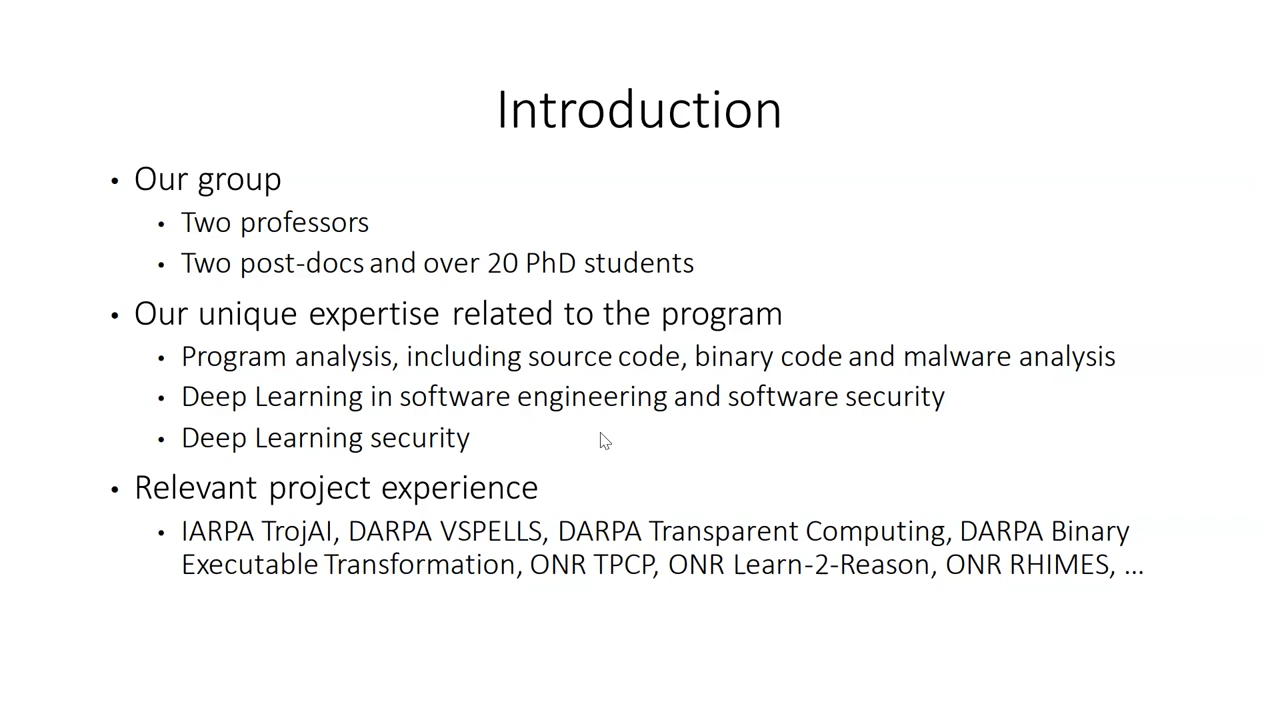 Introduction
• Our group
• Two professors
• Two post-docs and over 20 PhD students
• Our unique expertise related to the program
• Program analysis, including source code, binary code and malware analysis
• Deep Learning in software engineering and software security
• Deep Learning security
• Relevant project experience
• IARPA TrojAI, DARPA VSPELLS, DARPA Transparent Computing, DARPA Binary
Executable Transformation, ONR TPCP, ONR Learn-2-Reason, ONR RHIMES, ...